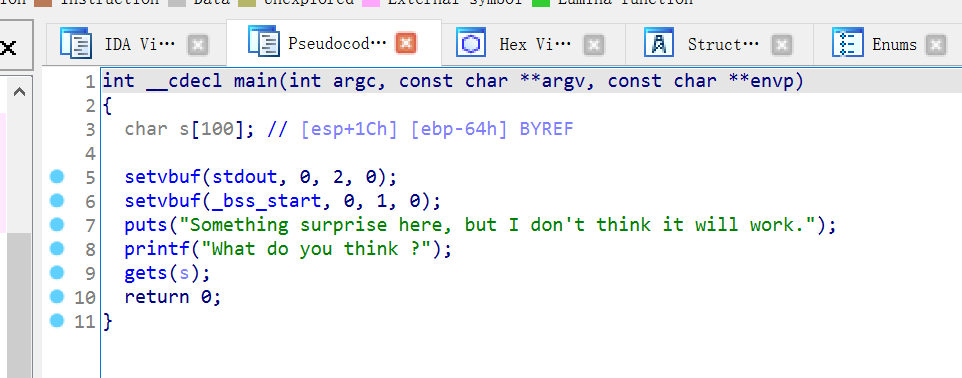 Instruction Data Unexplored External symbol Lumina function
IDA Vi··· Pseudocod··· Hex Vi··· Struct··· Enums
1 int __cdecl main(int argc, const char **argv, const char **envp)
2 {
3 char s[100]; // [esp+1Ch] [ebp-64h] BYREF
4
5 setvbuf(stdout, 0, 2, 0);
6 setvbuf(_bss_start, 0, 1, 0);
7 puts("Something surprise here, but I don't think it will work.");
8 printf("What do you think ?");
9 gets(s);
10 return 0;
11 }